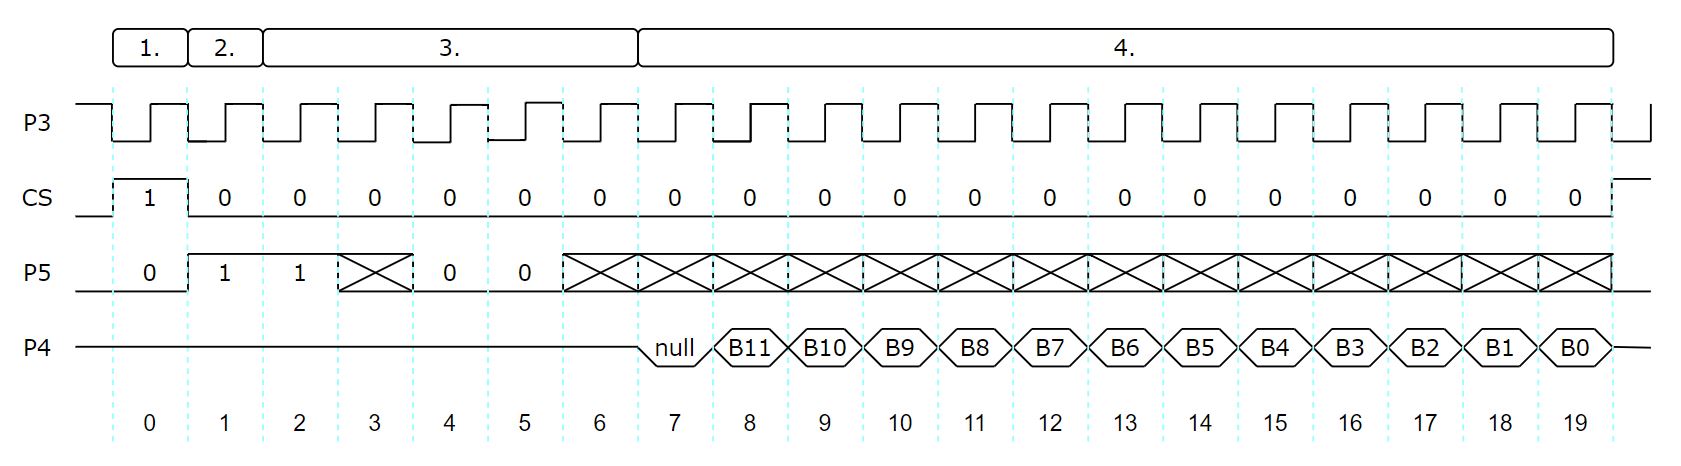 1. 2. 3. 4.
P3
CS 1 0 0 0 0 0 0 0 0 0 0 0 0 0 0 0 0 0 0 0
P5 0 1 1 0 0
P4 null B11 B10 B9 B8 B7 B6 B5 B4 B3 B2 B1 B0
0 1 2 3 4 5 6 7 8 9 10 11 12 13 14 15 16 17 18 19